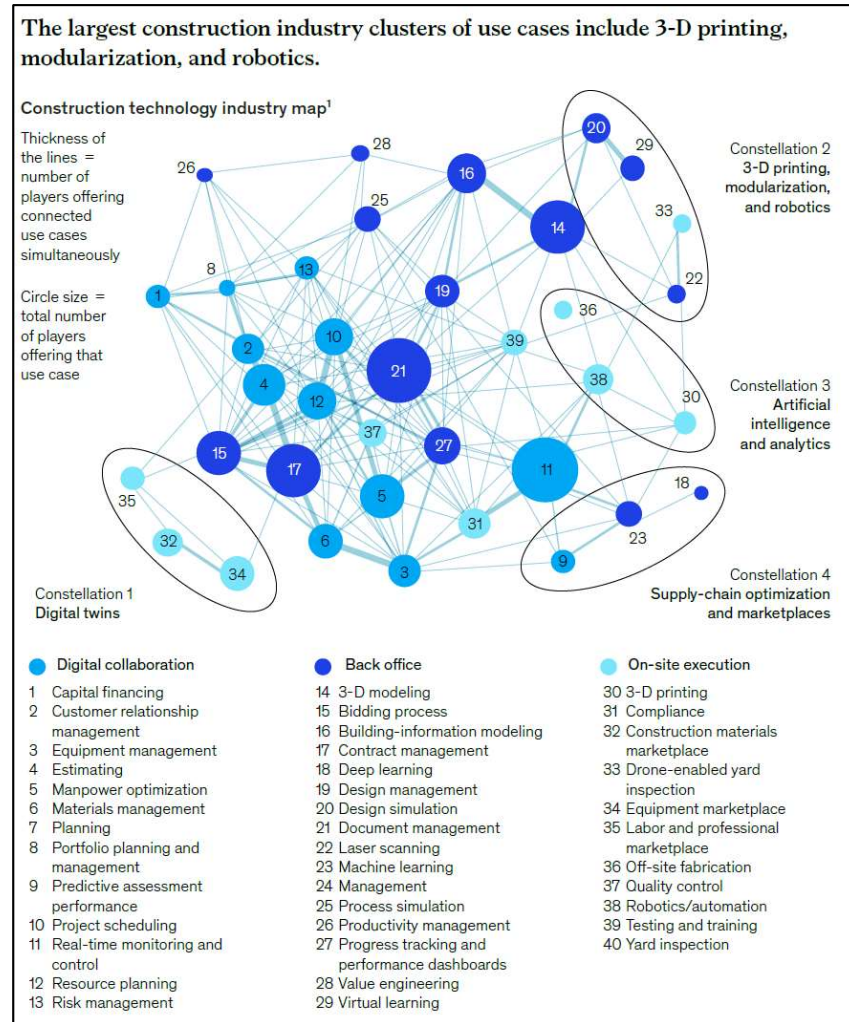 The largest construction industry clusters of use cases include 3-D printing,
modularization, and robotics.
Construction technology industry map1
Thickness of
the lines =
number of
players offering
connected
use cases
simultaneously
Circle size =
total number
of players
offering that
use case
26
28
20
29
16
25
33
14
22
8
13
1
19
36
10
39
2
21
38
4
12
30
37
27
15
17
11
18
5
35
31
23
32
6
34
3
9
Constellation 2
3-D printing,
modularization,
and robotics
Constellation 3
Artificial
intelligence
and analytics
Constellation 1
Digital twins
Constellation 4
Supply-chain optimization
and marketplaces
Digital collaboration
1 Capital financing
2 Customer relationship
management
3 Equipment management
4 Estimating
5 Manpower optimization
6 Materials management
7 Planning
8 Portfolio planning and
management
9 Predictive assessment
performance
10 Project scheduling
11 Real-time monitoring and
control
12 Resource planning
13 Risk management
Back office
14 3-D modeling
15 Bidding process
16 Building-information modeling
17 Contract management
18 Deep learning
19 Design management
20 Design simulation
21 Document management
22 Laser scanning
23 Machine learning
24 Management
25 Process simulation
26 Productivity management
27 Progress tracking and
performance dashboards
28 Value engineering
29 Virtual learning
On-site execution
30 3-D printing
31 Compliance
32 Construction materials
marketplace
33 Drone-enabled yard
inspection
34 Equipment marketplace
35 Labor and professional
marketplace
36 Off-site fabrication
37 Quality control
38 Robotics/automation
39 Testing and training
40 Yard inspection